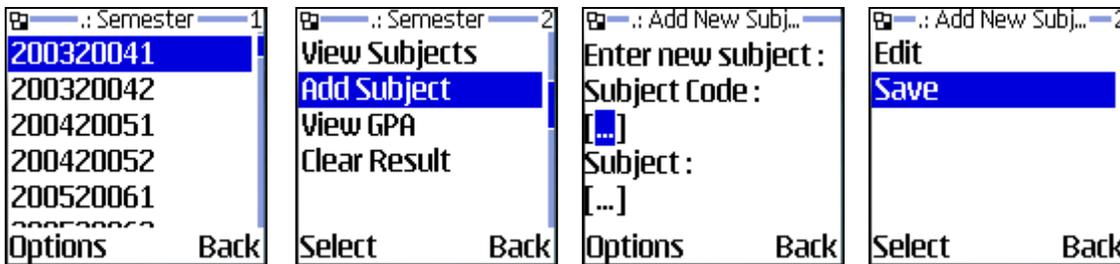 .: Semester 1
200320041
200320042
200420051
200420052
200520061
Options Back
.: Semester 2
View Subjects
Add Subject
View GPA
Clear Result
Select Back
.: Add New Subj...
Enter new subject :
Subject Code :
[...]
Subject :
[...]
Options Back
.: Add New Subj... 2
Edit
Save
Select Back